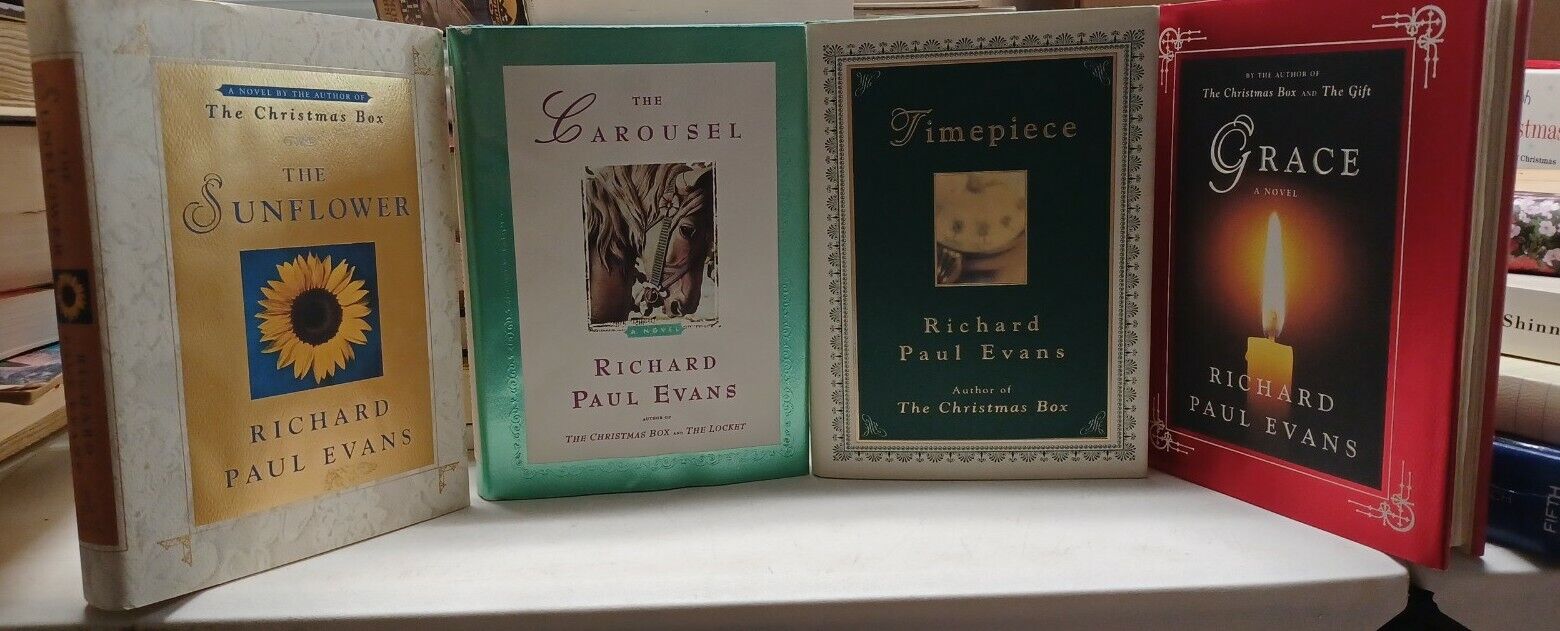 A NOVEL BY THE AUTHOR OF
The Christmas Box
THE
SUNFLOWER
RICHARD
PAUL EVANS
THE
CAROUSEL
A NOVEL
RICHARD
PAUL EVANS
AUTHOR OF
THE CHRISTMAS BOX AND THE LOCKET
Timepiece
Richard
Paul Evans
Author of
The Christmas Box
BY THE AUTHOR OF
The Christmas Box AND The Gift
GRACE
A NOVEL
RICHARD
PAUL EVANS
Christmas
Shinn
FIFTH